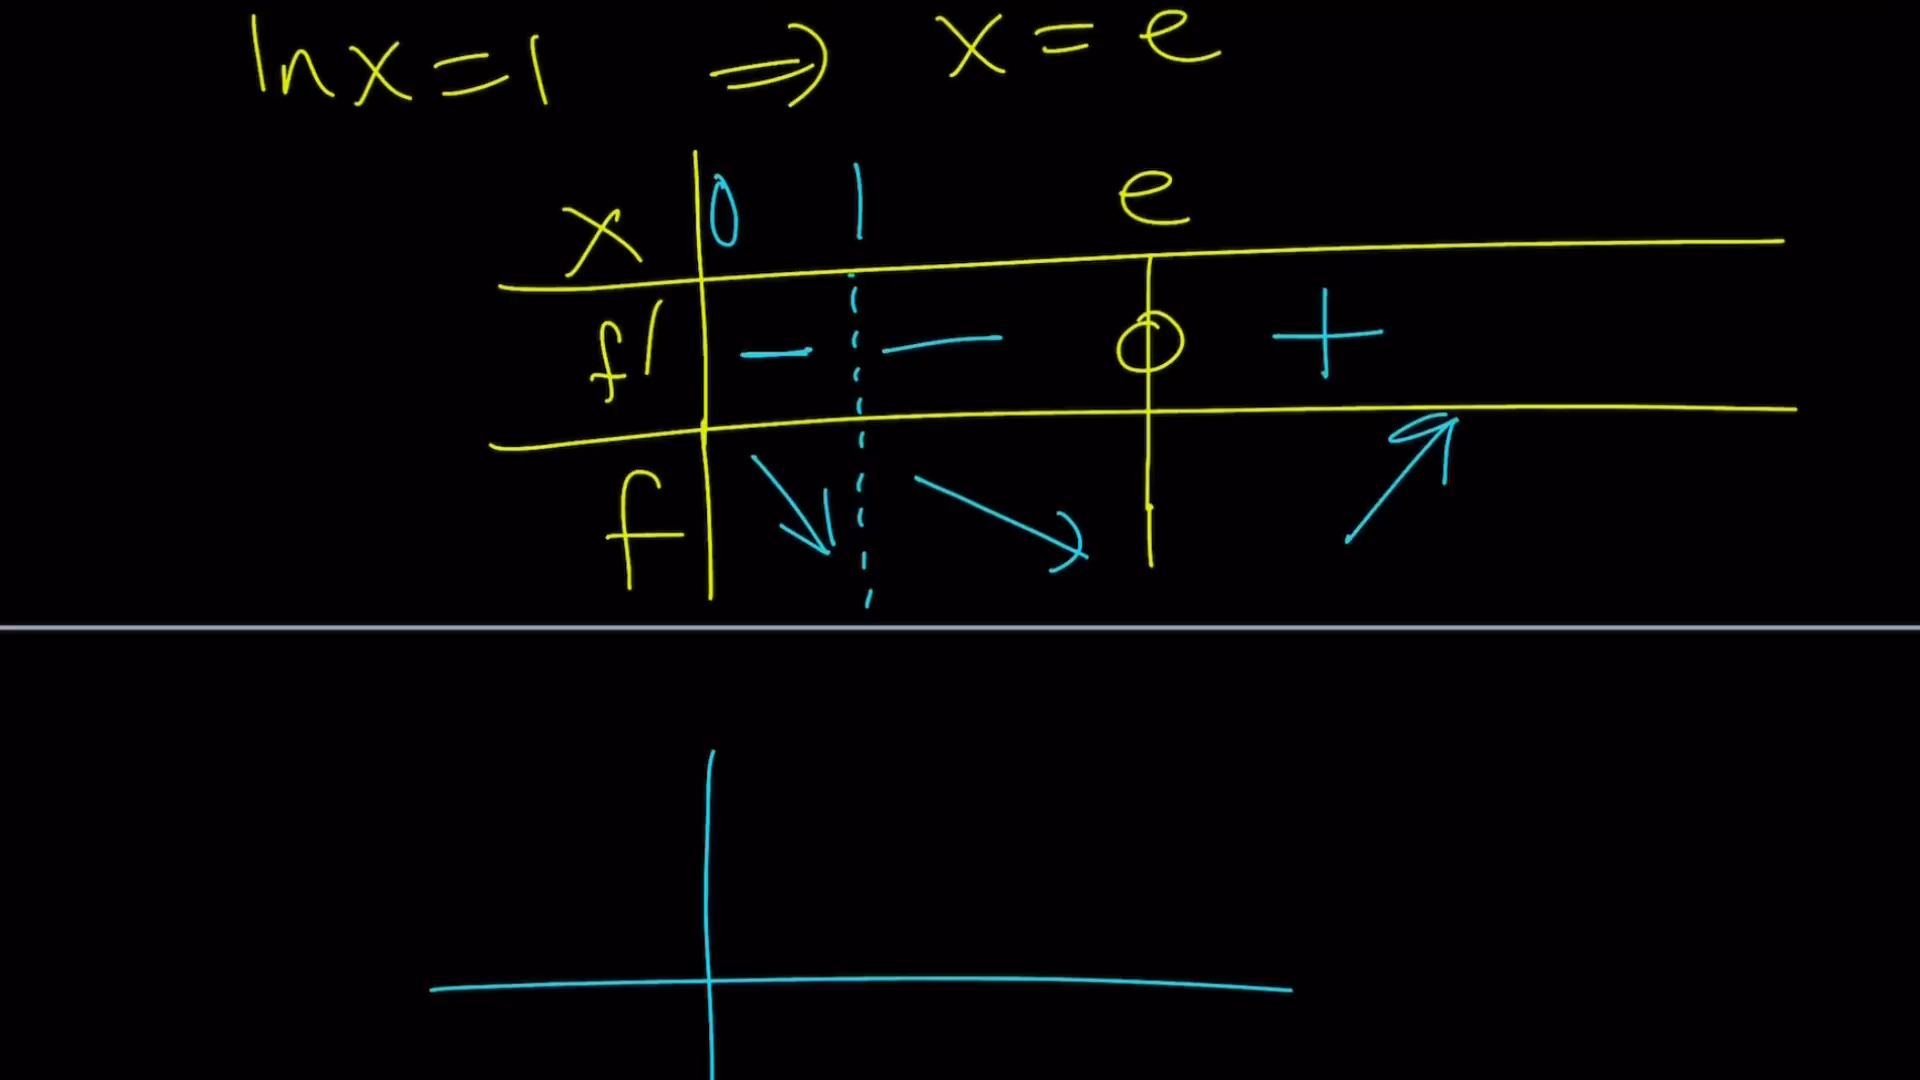 ln x = 1 ⇒ x = e
x 0 1 e
f' − − 0 +
f ↘ ↘ ↗